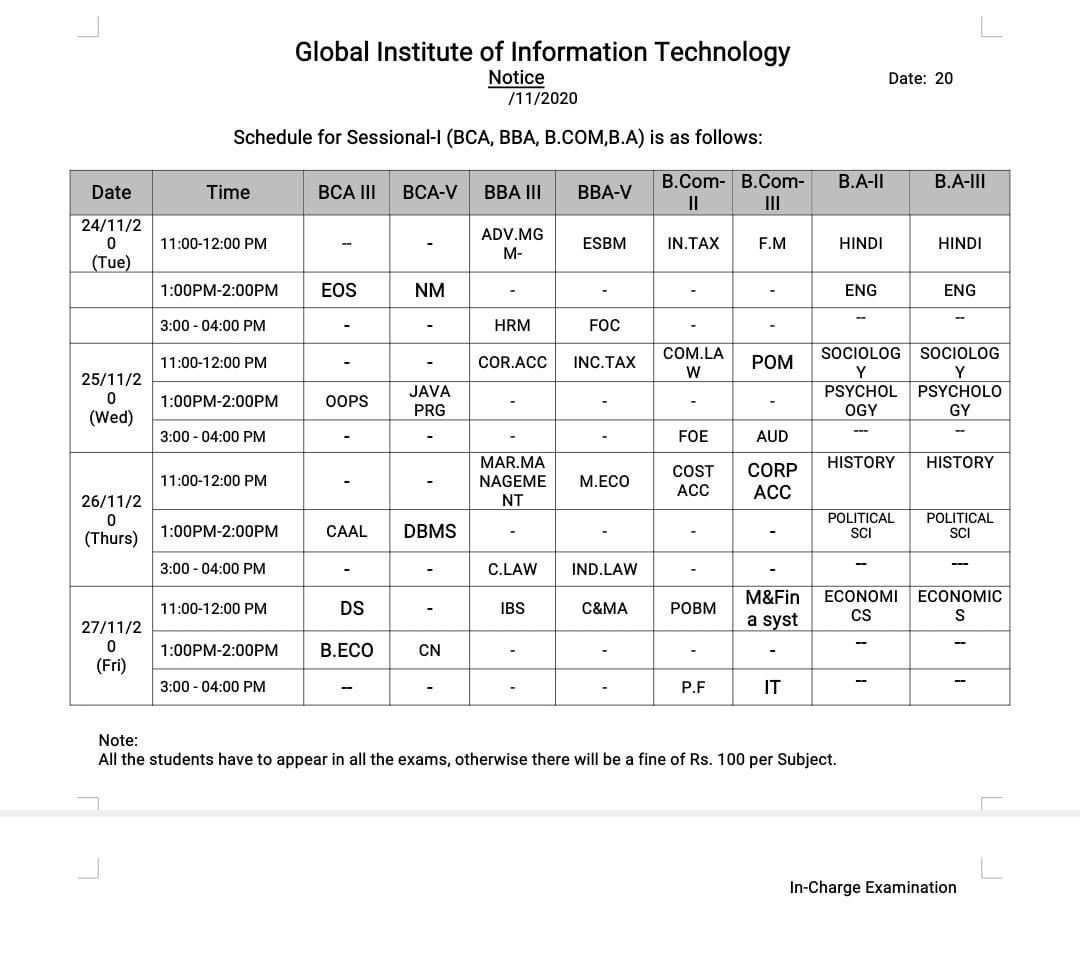 Global Institute of Information Technology
Notice Date: 20
/11/2020
Schedule for Sessional-I (BCA, BBA, B.COM,B.A) is as follows:
Date Time BCA III BCA-V BBA III BBA-V B.Com-II B.Com-III B.A-II B.A-III
24/11/20 (Tue) 11:00-12:00 PM -- - ADV.MGM- ESBM IN.TAX F.M HINDI HINDI
1:00PM-2:00PM EOS NM - - - - ENG ENG
3:00 - 04:00 PM - - HRM FOC - - -- --
25/11/20 (Wed) 11:00-12:00 PM - - COR.ACC INC.TAX COM.LAW POM SOCIOLOGY SOCIOLOGY
1:00PM-2:00PM OOPS JAVA PRG - - - - PSYCHOLOGY PSYCHOLOGY
3:00 - 04:00 PM - - - - FOE AUD --- --
26/11/20 (Thurs) 11:00-12:00 PM - - MAR.MANAGEMENT M.ECO COST ACC CORP ACC HISTORY HISTORY
1:00PM-2:00PM CAAL DBMS - - - - POLITICAL SCI POLITICAL SCI
3:00 - 04:00 PM - - C.LAW IND.LAW - - -- ---
27/11/20 (Fri) 11:00-12:00 PM DS - IBS C&MA POBM M&Fina syst ECONOMICS ECONOMICS
1:00PM-2:00PM B.ECO CN - - - - -- --
3:00 - 04:00 PM -- - - - P.F IT -- --
Note:
All the students have to appear in all the exams, otherwise there will be a fine of Rs. 100 per Subject.
In-Charge Examination